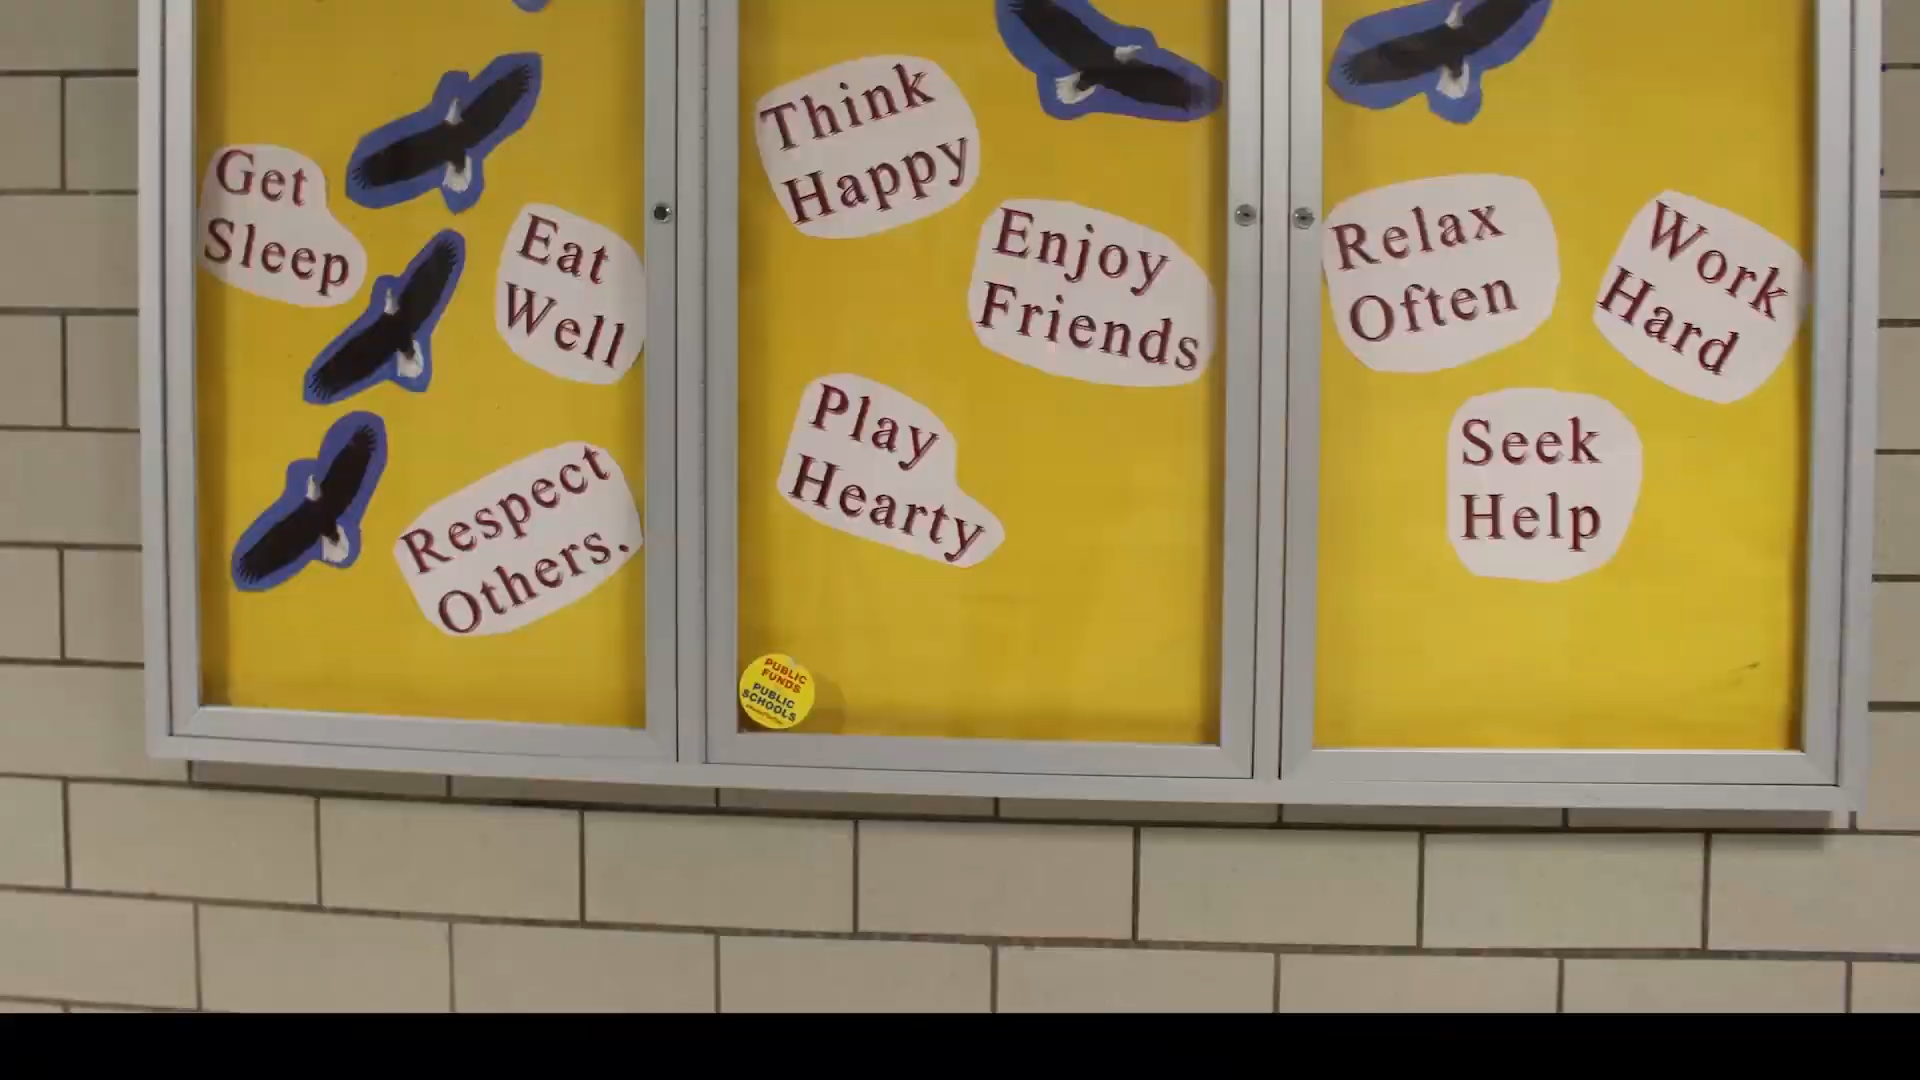 Get
Sleep
Eat
Well
Respect
Others.
Think
Happy
Enjoy
Friends
Play
Hearty
PUBLIC
FUNDS
PUBLIC
SCHOOLS
Relax
Often
Work
Hard
Seek
Help